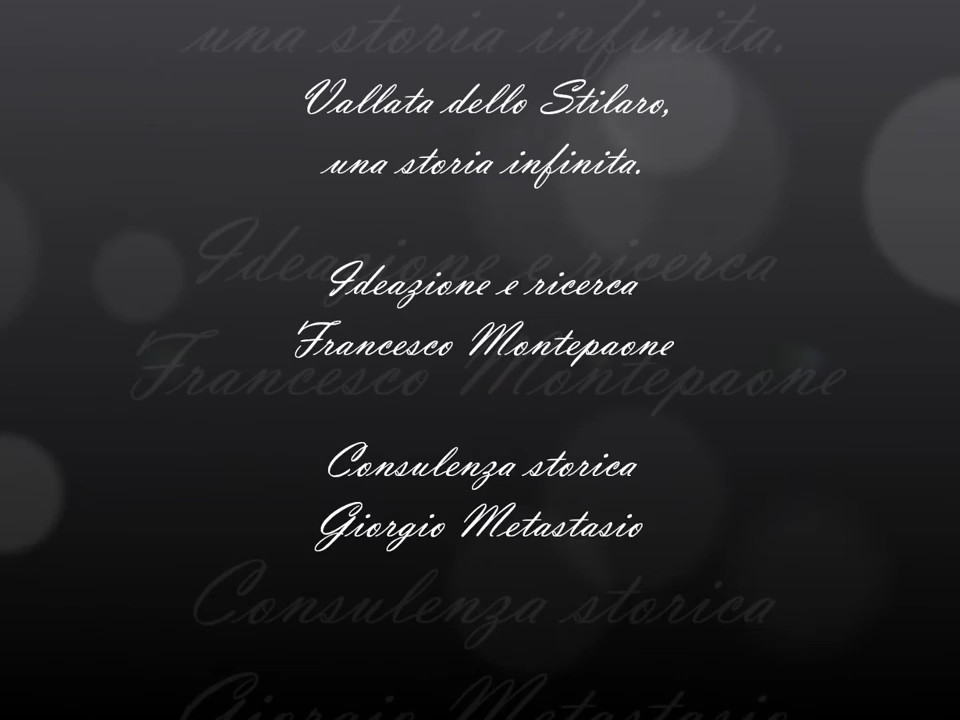 Vallata dello Stilaro,
una storia infinita.
Ideazione e ricerca
Francesco Montepaone
Consulenza storica
Giorgio Metastasio